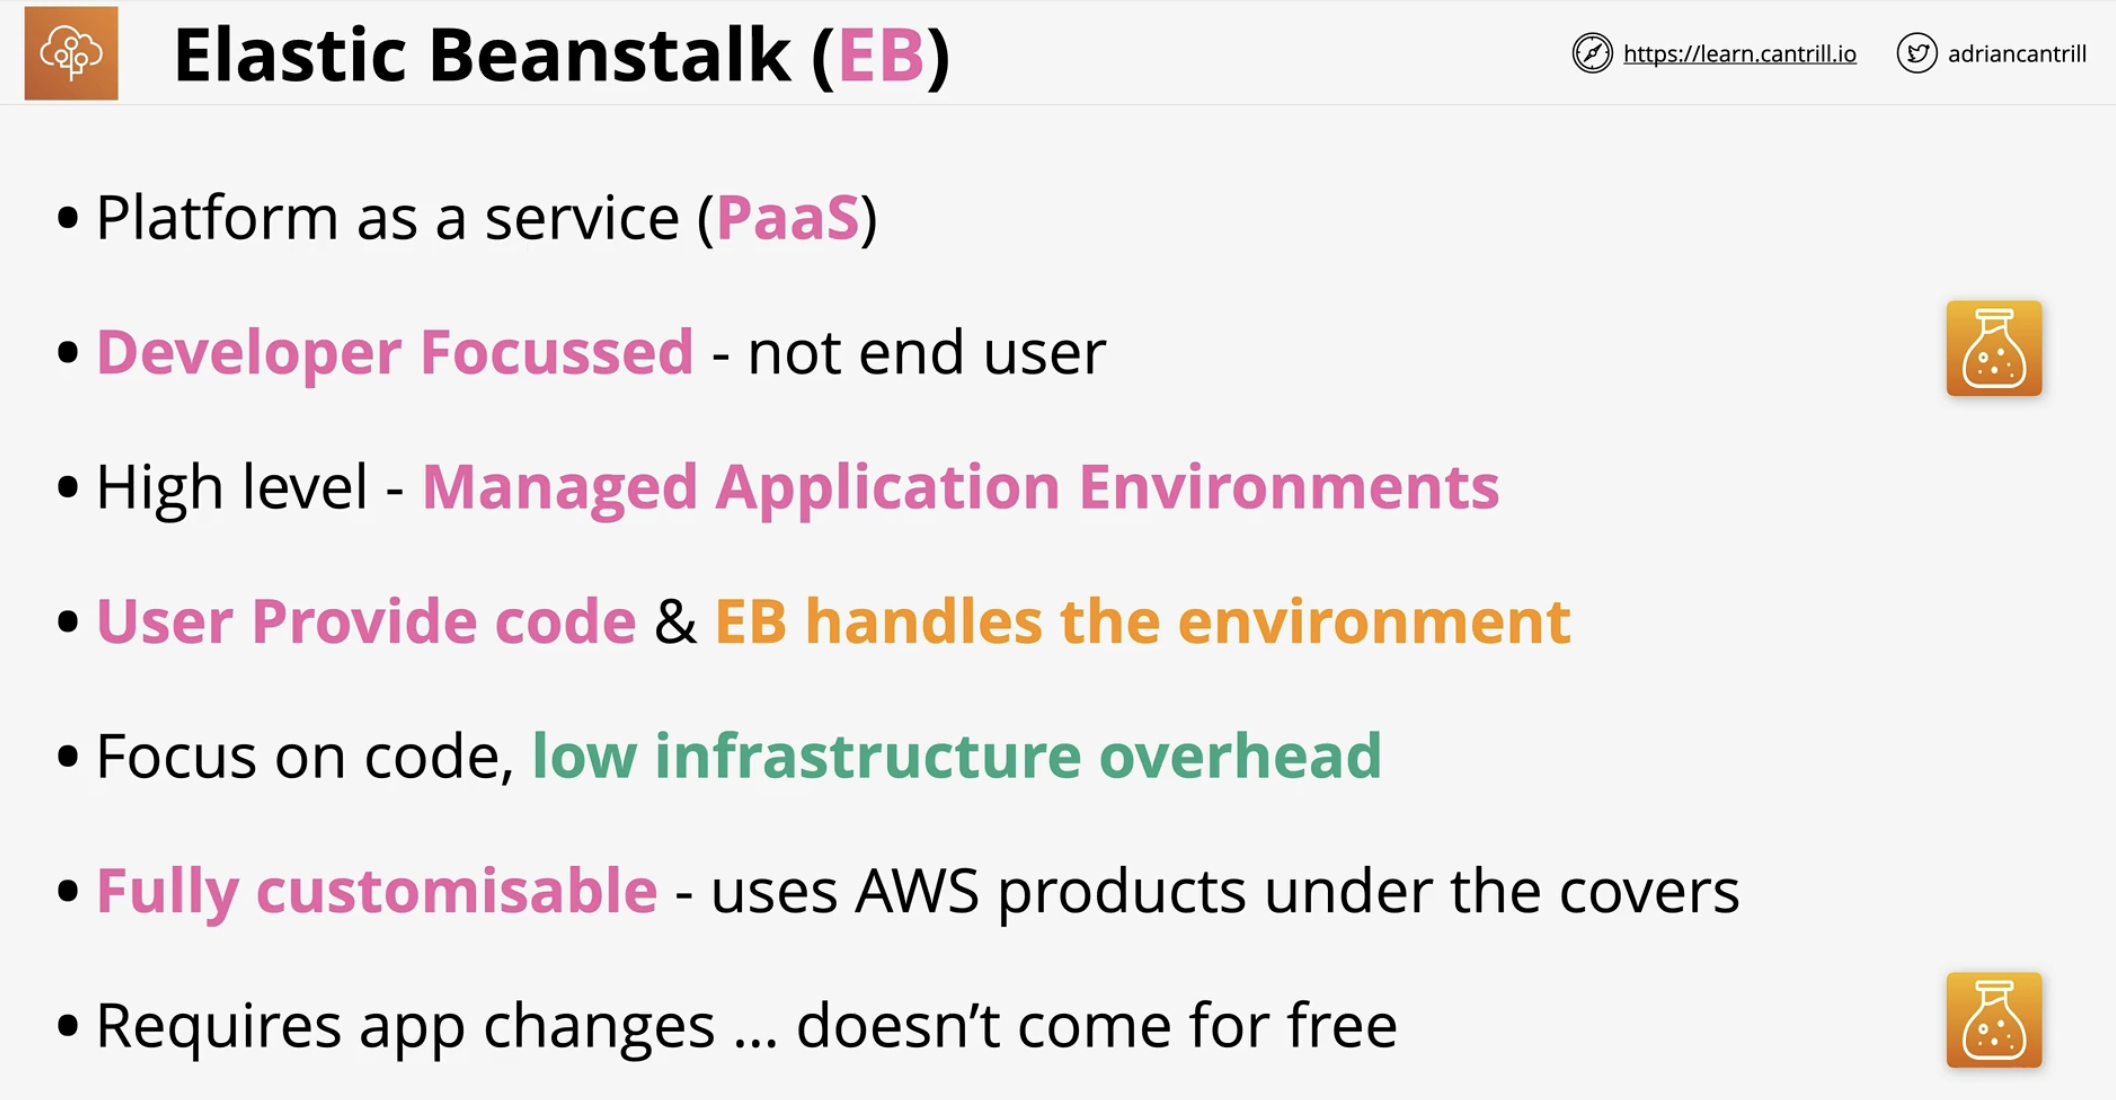 Elastic Beanstalk (EB)
https://learn.cantrill.io
adriancantrill
• Platform as a service (PaaS)
• Developer Focussed - not end user
• High level - Managed Application Environments
• User Provide code & EB handles the environment
• Focus on code, low infrastructure overhead
• Fully customisable - uses AWS products under the covers
• Requires app changes ... doesn’t come for free